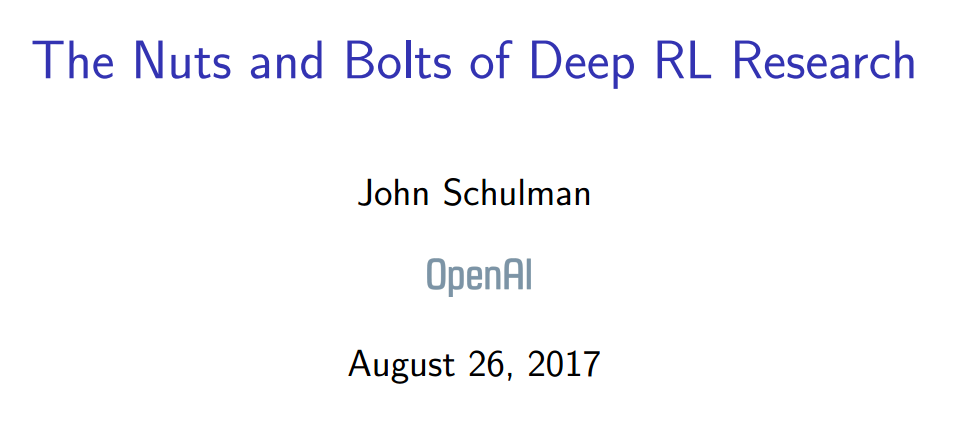 The Nuts and Bolts of Deep RL Research
John Schulman
OpenAI
August 26, 2017